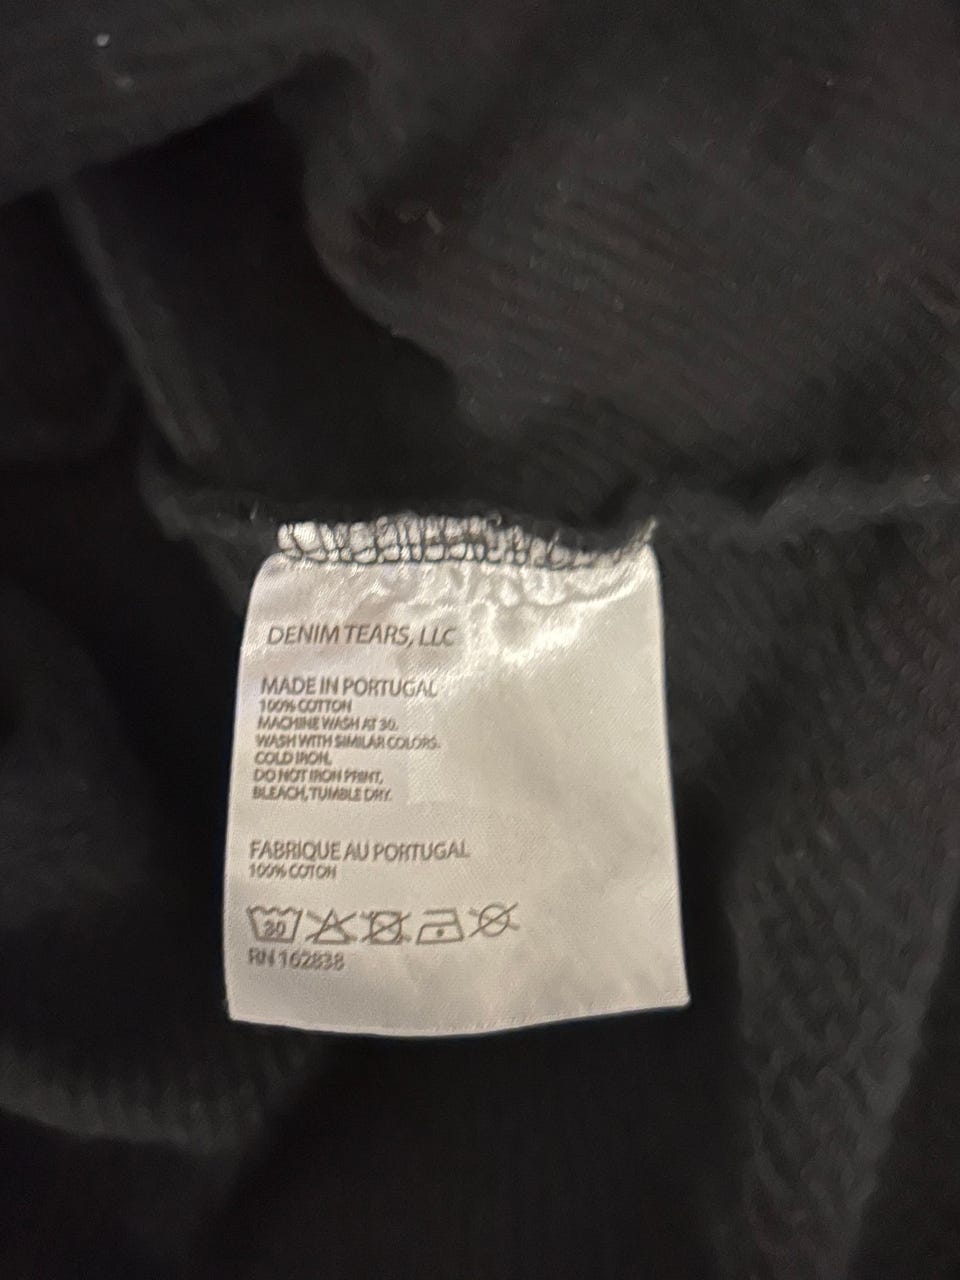 DENIM TEARS, LLC
MADE IN PORTUGAL
100% COTTON
MACHINE WASH AT 30.
WASH WITH SIMILAR COLORS.
COLD IRON.
DO NOT IRON PRINT,
BLEACH, TUMBLE DRY.
FABRIQUE AU PORTUGAL
100% COTON
30
RN 162838